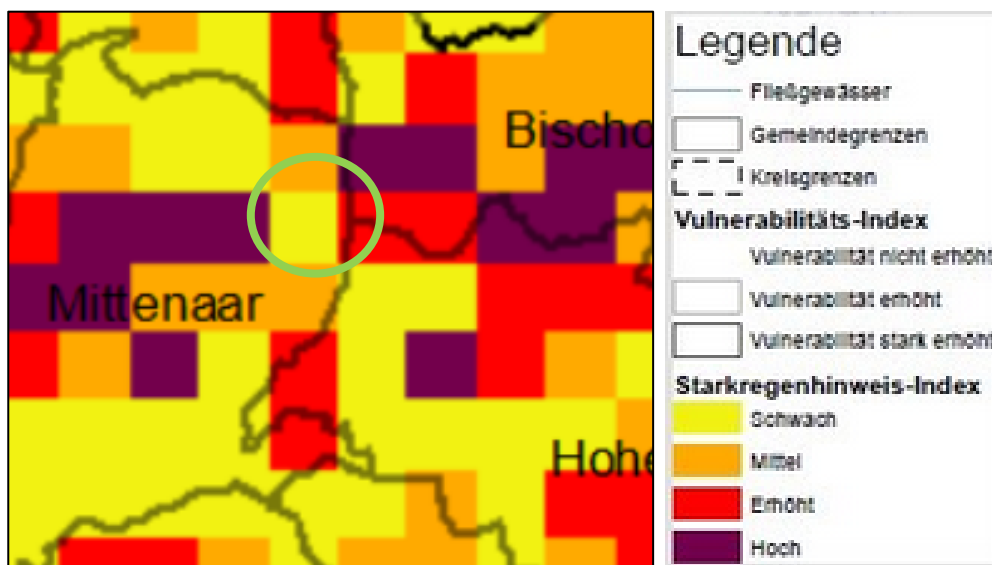 Bischo
Mittenaar
Hohe
Legende
Fließgewässer
Gemeindegrenzen
Kreisgrenzen
Vulnerabilitäts-Index
Vulnerabilität nicht erhöht
Vulnerabilität erhöht
Vulnerabilität stark erhöht
Starkregenhinweis-Index
Schwach
Mittel
Erhöht
Hoch